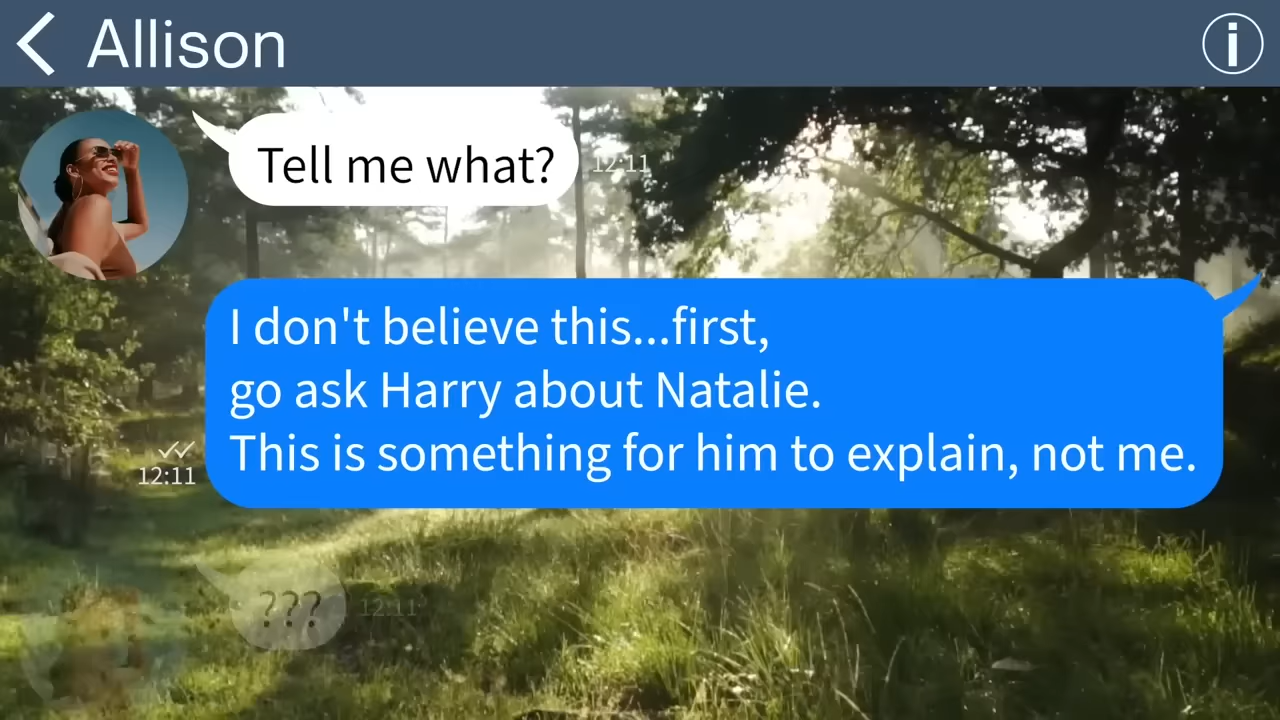 Allison
Tell me what?
12:11
I don't believe this...first,
go ask Harry about Natalie.
This is something for him to explain, not me.
12:11
???
12:11